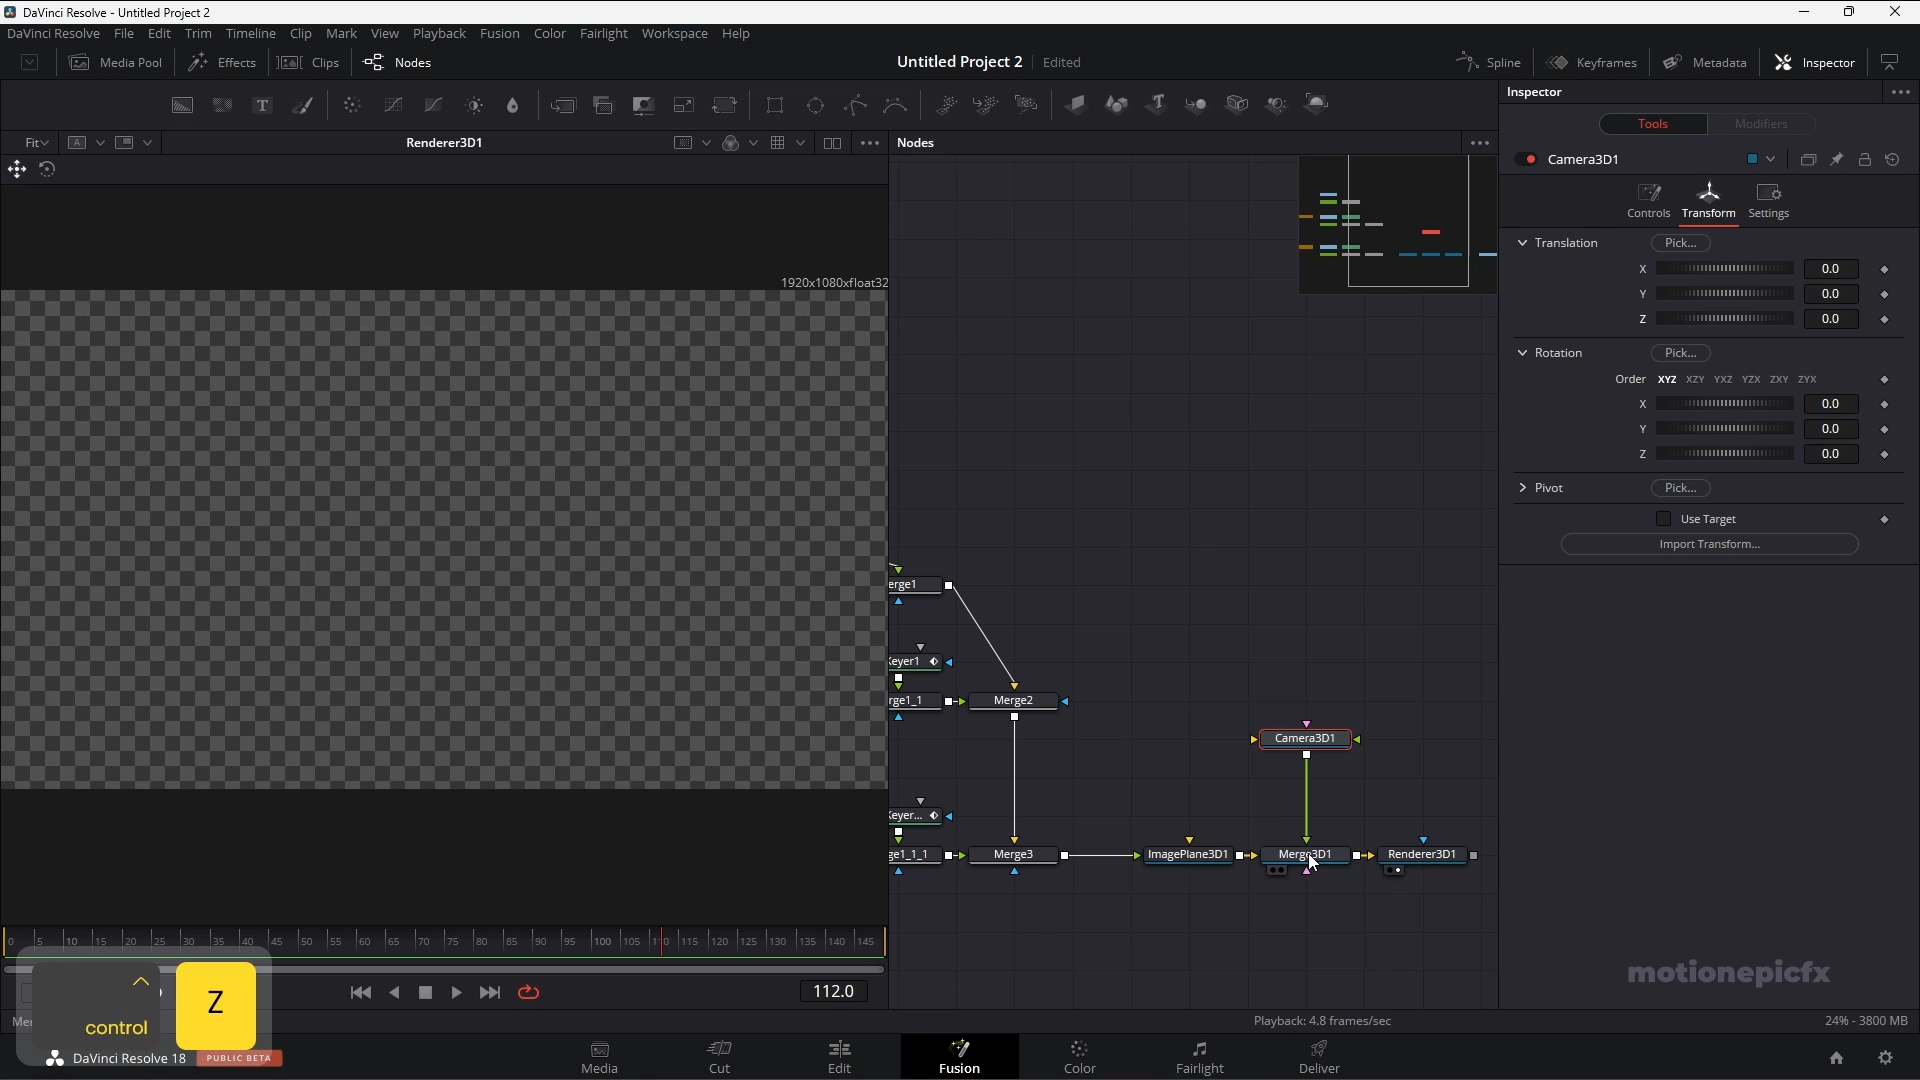 DaVinci Resolve - Untitled Project 2
DaVinci Resolve File Edit Trim Timeline Clip Mark View Playback Fusion Color Fairlight Workspace Help
Media Pool Effects Clips Nodes Untitled Project 2 Edited Spline Keyframes Metadata Inspector
Inspector
Tools Modifiers
Fit A Renderer3D1 Nodes
Camera3D1
Controls Transform Settings
Translation Pick...
X 0.0
Y 0.0
Z 0.0
Rotation Pick...
Order XYZ XZY YXZ YZX ZXY ZYX
X 0.0
Y 0.0
Z 0.0
Pivot Pick...
Use Target
Import Transform...
1920x1080xfloat32
erge1
Keyer1
rge1_1 Merge2
Camera3D1
Keyer...
ge1_1_1 Merge3 ImagePlane3D1 Merge3D1 Renderer3D1
0 5 10 15 20 25 30 35 40 45 50 55 60 65 70 75 80 85 90 95 100 105 115 120 125 130 135 140 145
motionepicfx
112.0
control Z
Mer Playback: 4.8 frames/sec 24% - 3800 MB
DaVinci Resolve 18 PUBLIC BETA
Media Cut Edit Fusion Color Fairlight Deliver